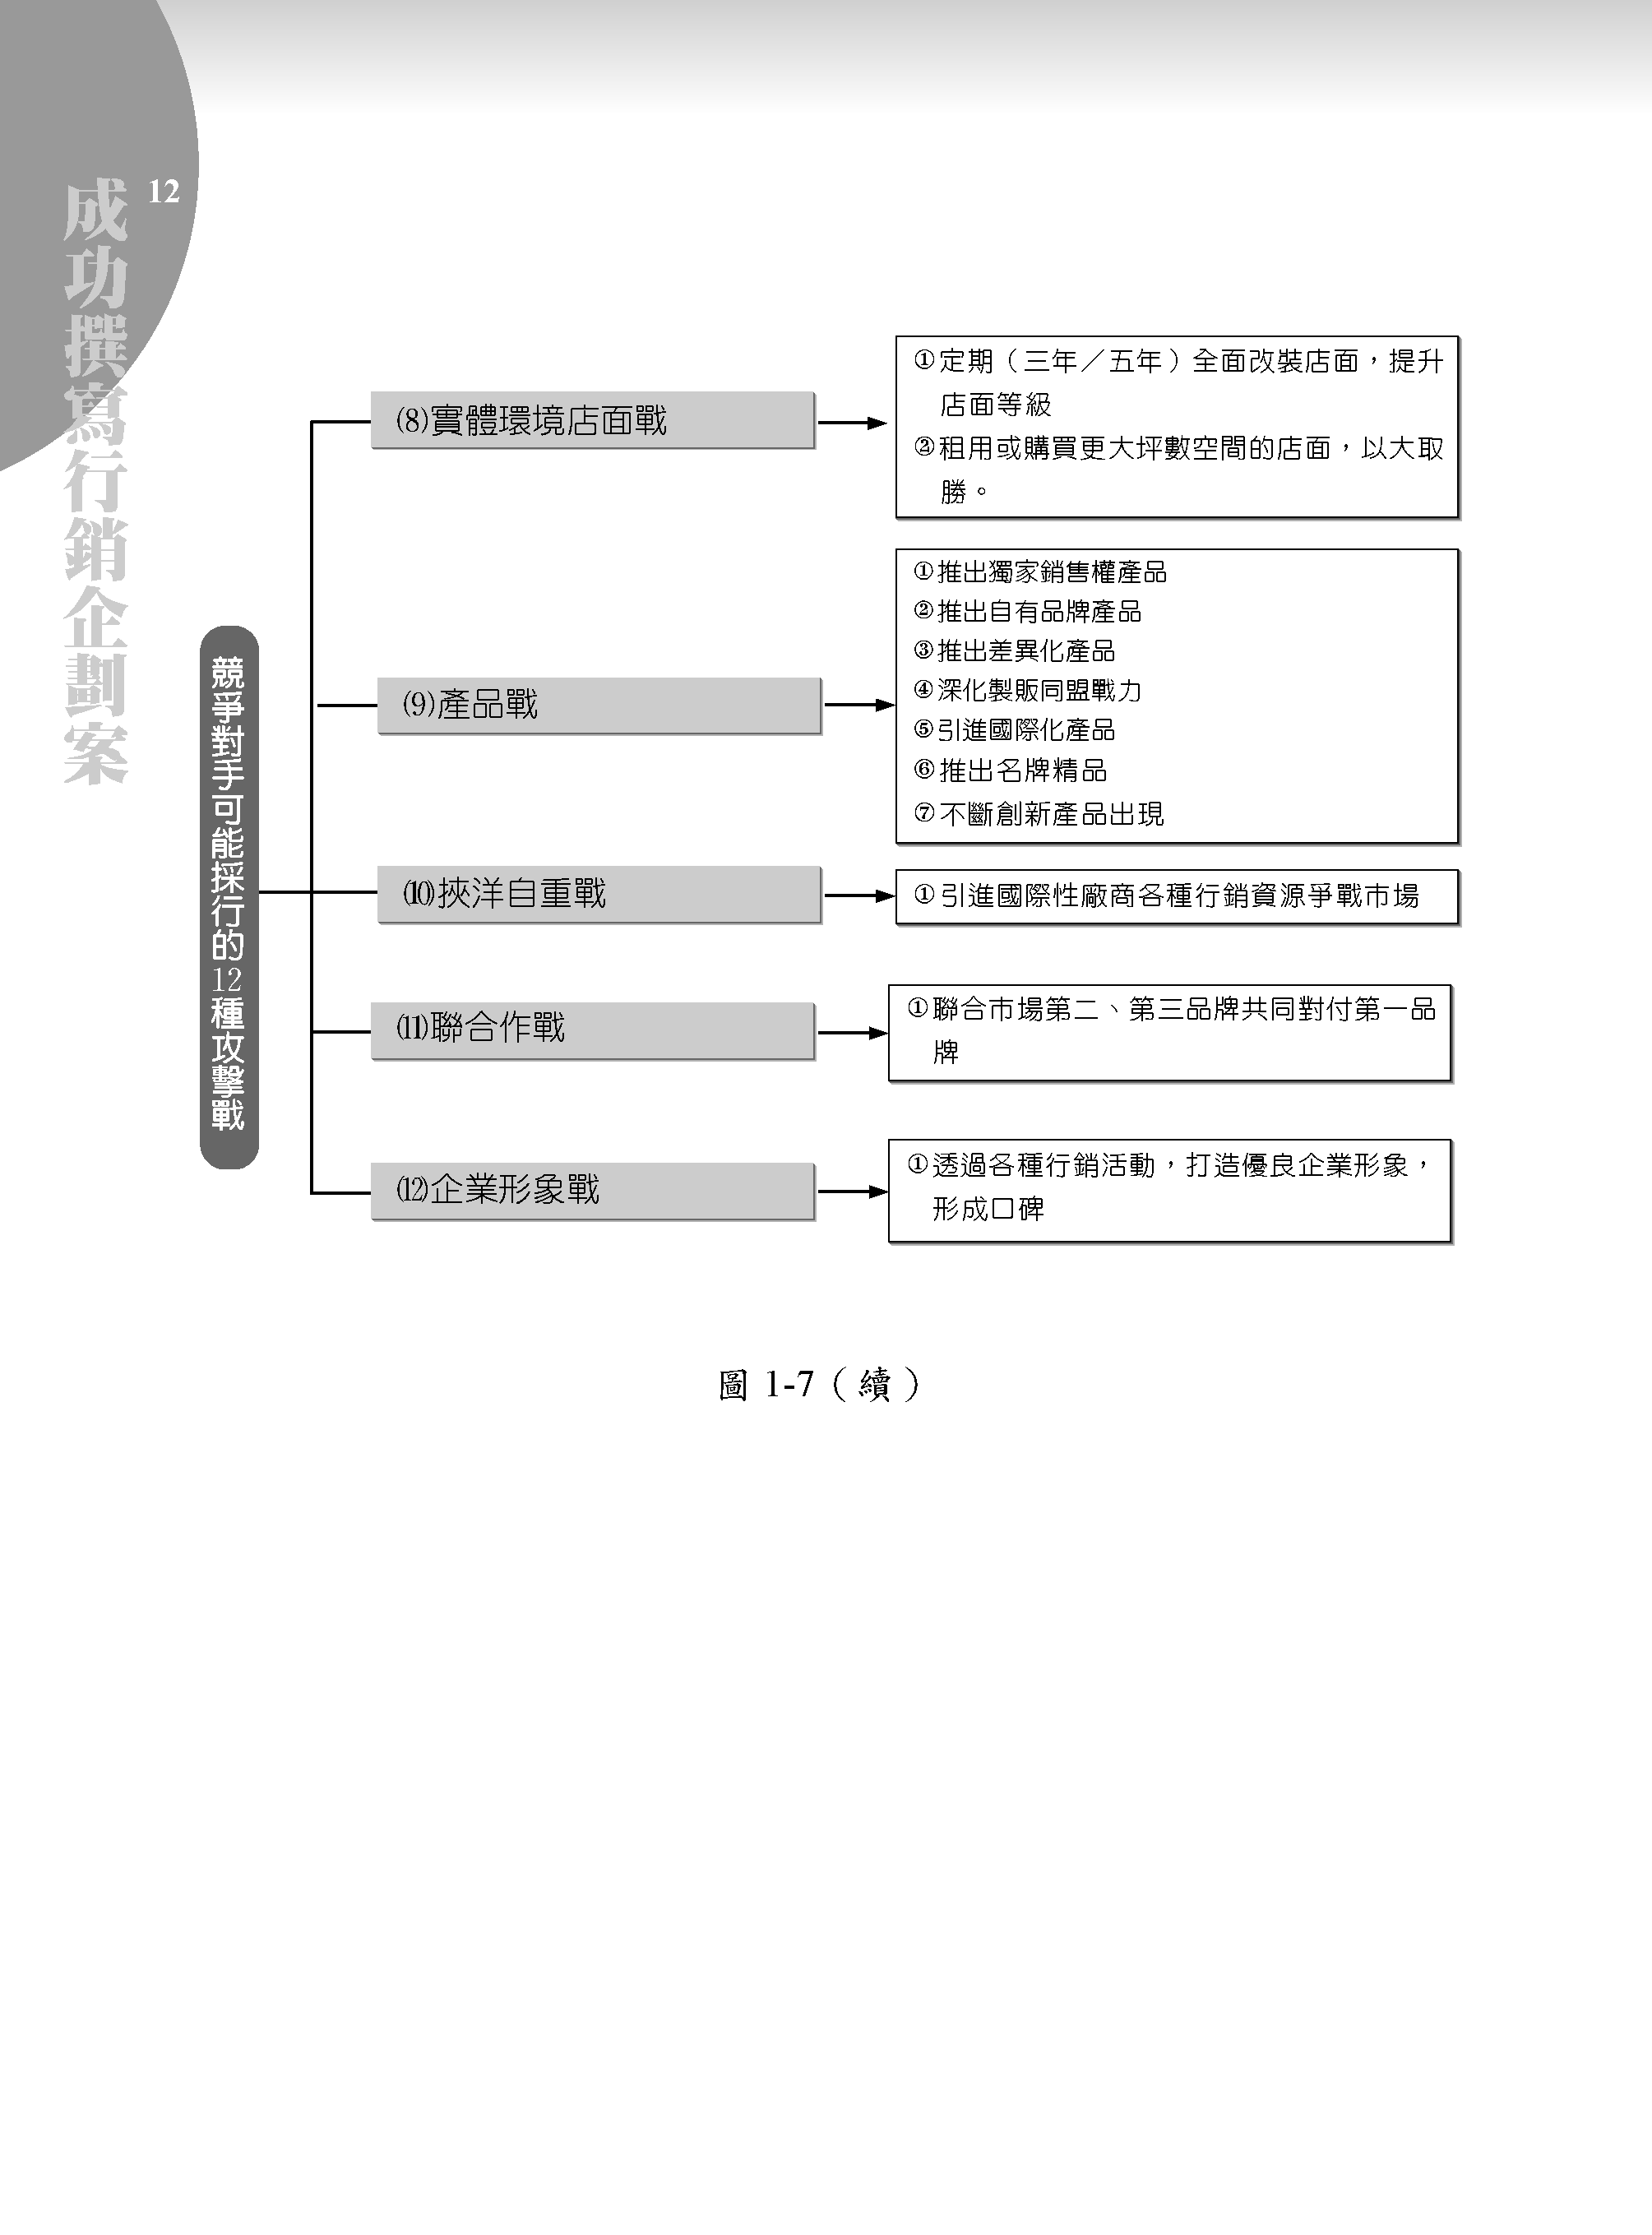 12
成功撰寫行銷企劃案
競爭對手可能採行的12種攻擊戰
⑻實體環境店面戰
①定期（三年／五年）全面改裝店面，提升
店面等級
②租用或購買更大坪數空間的店面，以大取
勝。
⑼產品戰
①推出獨家銷售權產品
②推出自有品牌產品
③推出差異化產品
④深化製販同盟戰力
⑤引進國際化產品
⑥推出名牌精品
⑦不斷創新產品出現
⑽挾洋自重戰
①引進國際性廠商各種行銷資源爭戰市場
⑾聯合作戰
①聯合市場第二、第三品牌共同對付第一品
牌
⑿企業形象戰
①透過各種行銷活動，打造優良企業形象，
形成口碑
圖 1-7（續）